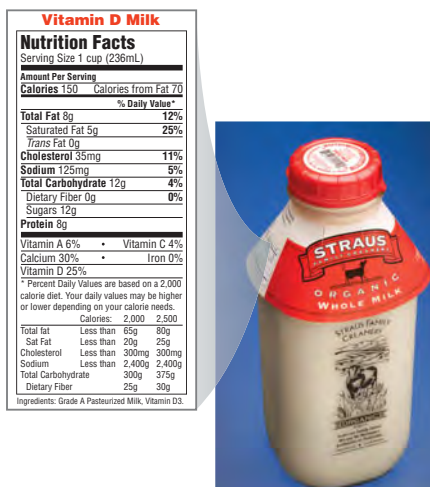 Vitamin D Milk
Nutrition Facts
Serving Size 1 cup (236mL)
Amount Per Serving
Calories 150 Calories from Fat 70
% Daily Value*
Total Fat 8g 12%
Saturated Fat 5g 25%
Trans Fat 0g
Cholesterol 35mg 11%
Sodium 125mg 5%
Total Carbohydrate 12g 4%
Dietary Fiber 0g 0%
Sugars 12g
Protein 8g
Vitamin A 6% • Vitamin C 4%
Calcium 30% • Iron 0%
Vitamin D 25%
* Percent Daily Values are based on a 2,000
calorie diet. Your daily values may be higher
or lower depending on your calorie needs.
Calories: 2,000 2,500
Total fat Less than 65g 80g
Sat Fat Less than 20g 25g
Cholesterol Less than 300mg 300mg
Sodium Less than 2,400g 2,400g
Total Carbohydrate 300g 375g
Dietary Fiber 25g 30g
Ingredients: Grade A Pasteurized Milk, Vitamin D3.
STRAUS
FAMILY CREAMERY
ORGANIC
WHOLE MILK
STRAUS FAMILY
CREAMERY